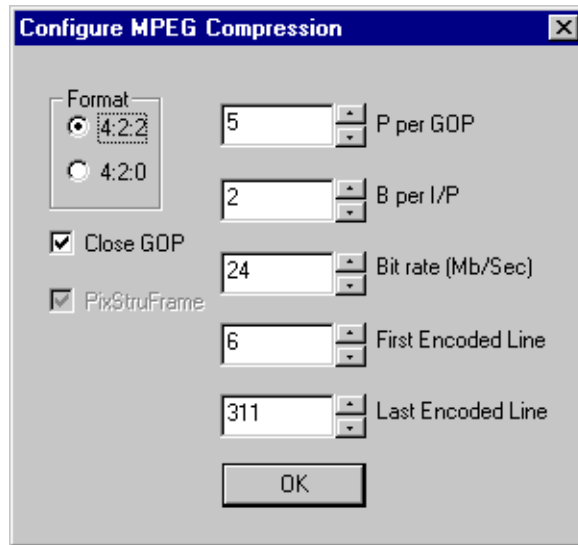 Configure MPEG Compression
Format
4:2:2
4:2:0
Close GOP
PixStruFrame
5 P per GOP
2 B per I/P
24 Bit rate (Mb/Sec)
6 First Encoded Line
311 Last Encoded Line
OK